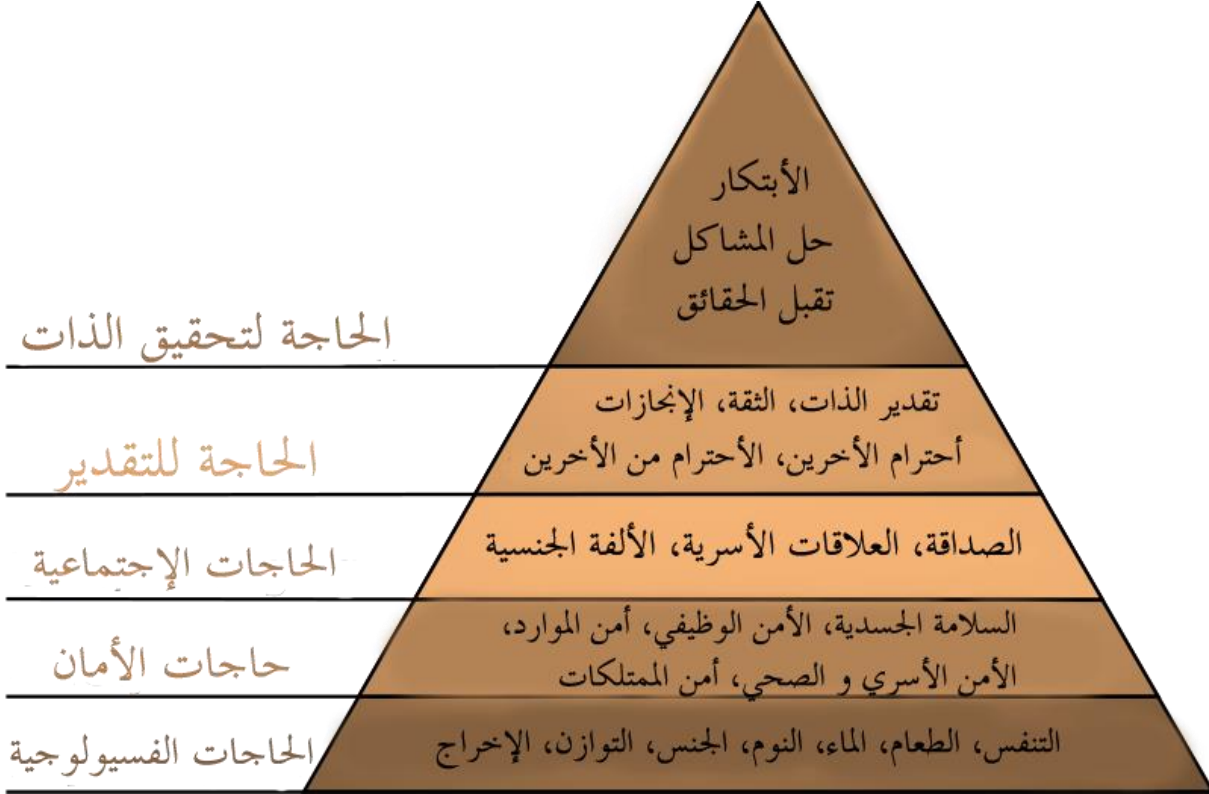 الأبتكار
حل المشاكل
تقبل الحقائق
الحاجة لتحقيق الذات
تقدير الذات، الثقة، الإنجازات
أحترام الأخرين، الأحترام من الأخرين
الحاجة للتقدير
الصداقة، العلاقات الأسرية، الألفة الجنسية
الحاجات الإجتماعية
السلامة الجسدية، الأمن الوظيفي، أمن الموارد،
الأمن الأسري و الصحي، أمن الممتلكات
حاجات الأمان
التنفس، الطعام، الماء، النوم، الجنس، التوازن، الإخراج
الحاجات الفسيولوجية